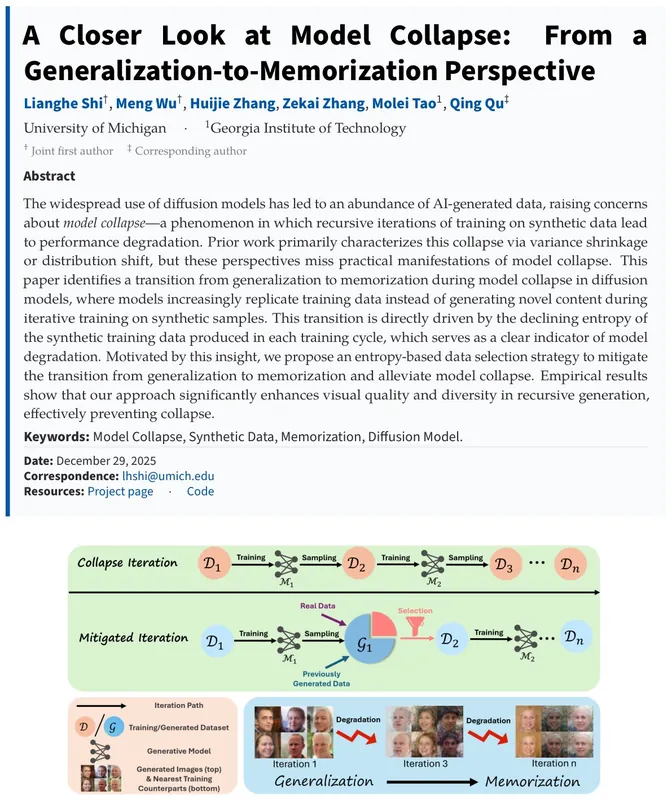 A Closer Look at Model Collapse: From a
Generalization-to-Memorization Perspective
Lianghe Shi†, Meng Wu†, Huijie Zhang, Zekai Zhang, Molei Tao¹, Qing Qu‡
University of Michigan · ¹Georgia Institute of Technology
† Joint first author ‡ Corresponding author
Abstract
The widespread use of diffusion models has led to an abundance of AI-generated data, raising concerns
about model collapse—a phenomenon in which recursive iterations of training on synthetic data lead
to performance degradation. Prior work primarily characterizes this collapse via variance shrinkage
or distribution shift, but these perspectives miss practical manifestations of model collapse. This
paper identifies a transition from generalization to memorization during model collapse in diffusion
models, where models increasingly replicate training data instead of generating novel content during
iterative training on synthetic samples. This transition is directly driven by the declining entropy of
the synthetic training data produced in each training cycle, which serves as a clear indicator of model
degradation. Motivated by this insight, we propose an entropy-based data selection strategy to mitigate
the transition from generalization to memorization and alleviate model collapse. Empirical results
show that our approach significantly enhances visual quality and diversity in recursive generation,
effectively preventing collapse.
Keywords: Model Collapse, Synthetic Data, Memorization, Diffusion Model.
Date: December 29, 2025
Correspondence: lhshi@umich.edu
Resources: Project page · Code
Collapse Iteration D₁ Training M₁ Sampling D₂ Training M₂ Sampling D₃ ••• Dₙ
Real Data
Selection
Mitigated Iteration D₁ Training M₁ Sampling G₁ D₂ Training M₂ ••• Dₙ
Previously
Generated Data
Iteration Path
D / G Training/Generated Dataset
Generative Model
Generated Images (top)
& Nearest Training
Counterparts (bottom)
Degradation Degradation
Iteration 1 Iteration 3 Iteration n
Generalization Memorization